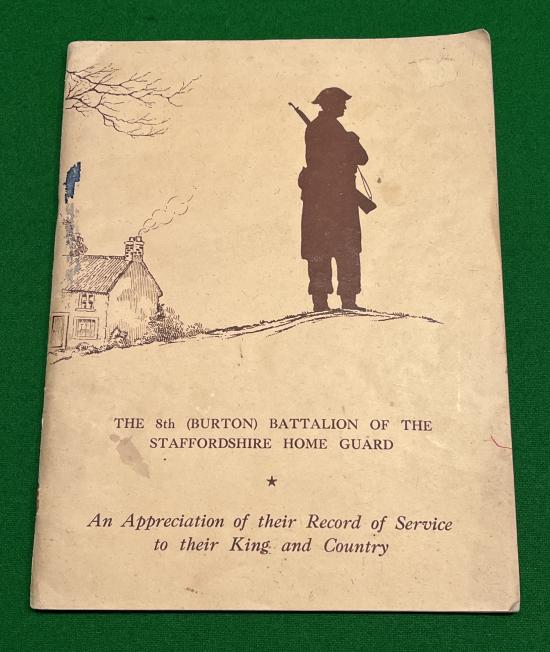 THE 8th (BURTON) BATTALION OF THE
STAFFORDSHIRE HOME GUARD
★
An Appreciation of their Record of Service
to their King and Country